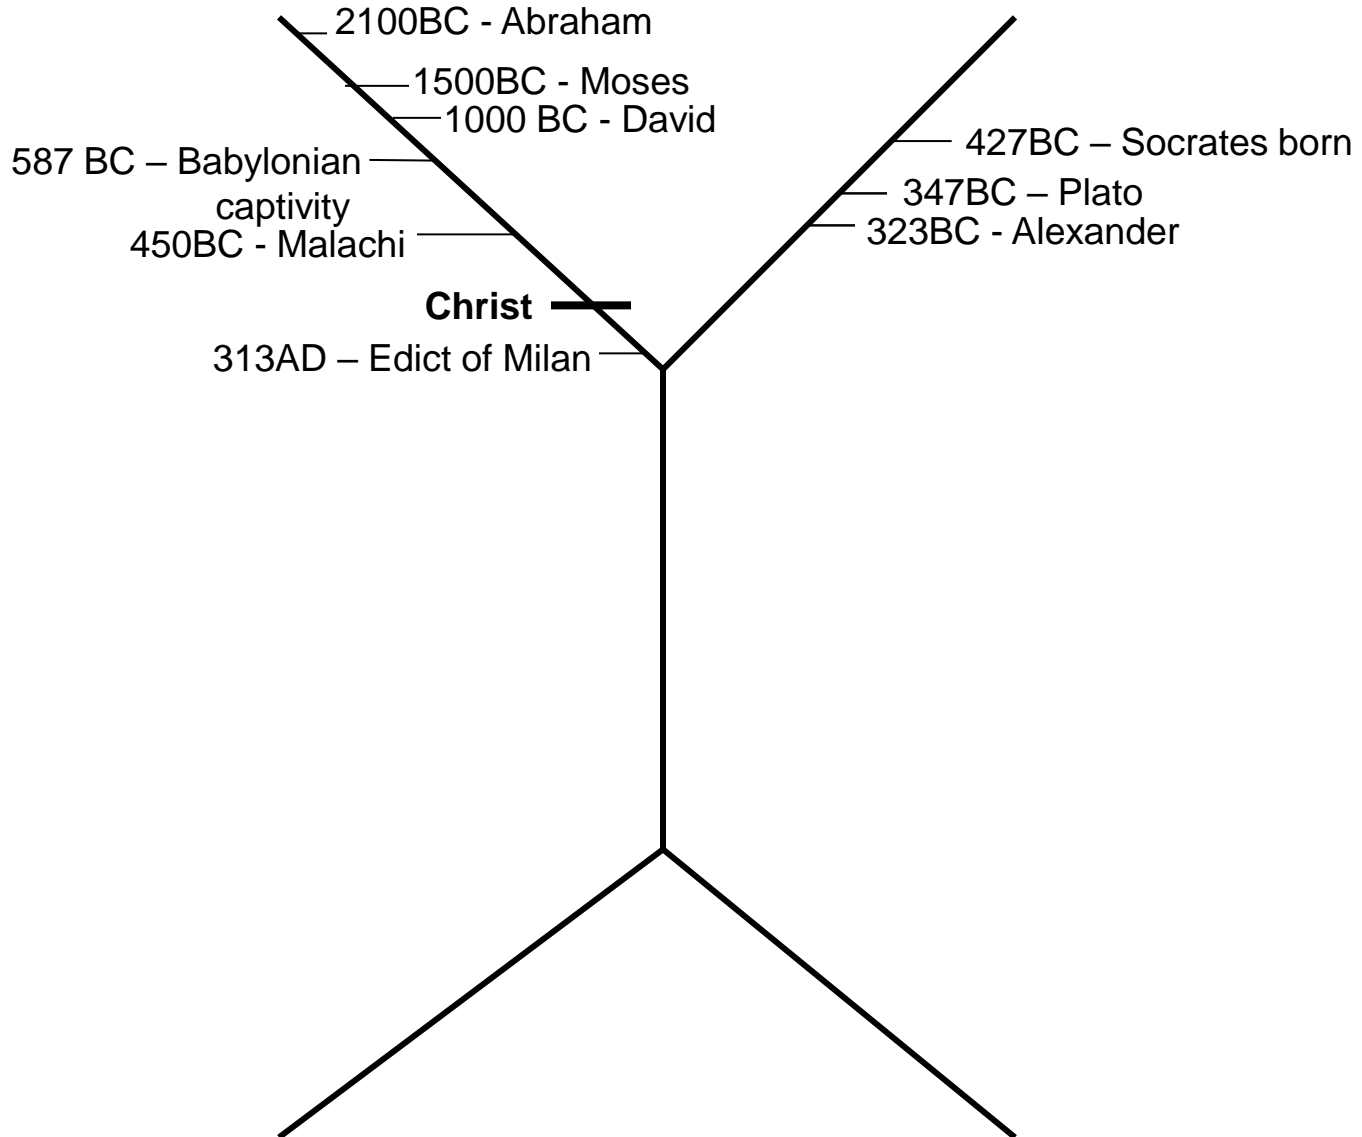 2100BC - Abraham
1500BC - Moses
1000 BC - David
587 BC – Babylonian
captivity
450BC - Malachi
Christ
313AD – Edict of Milan
427BC – Socrates born
347BC – Plato
323BC - Alexander